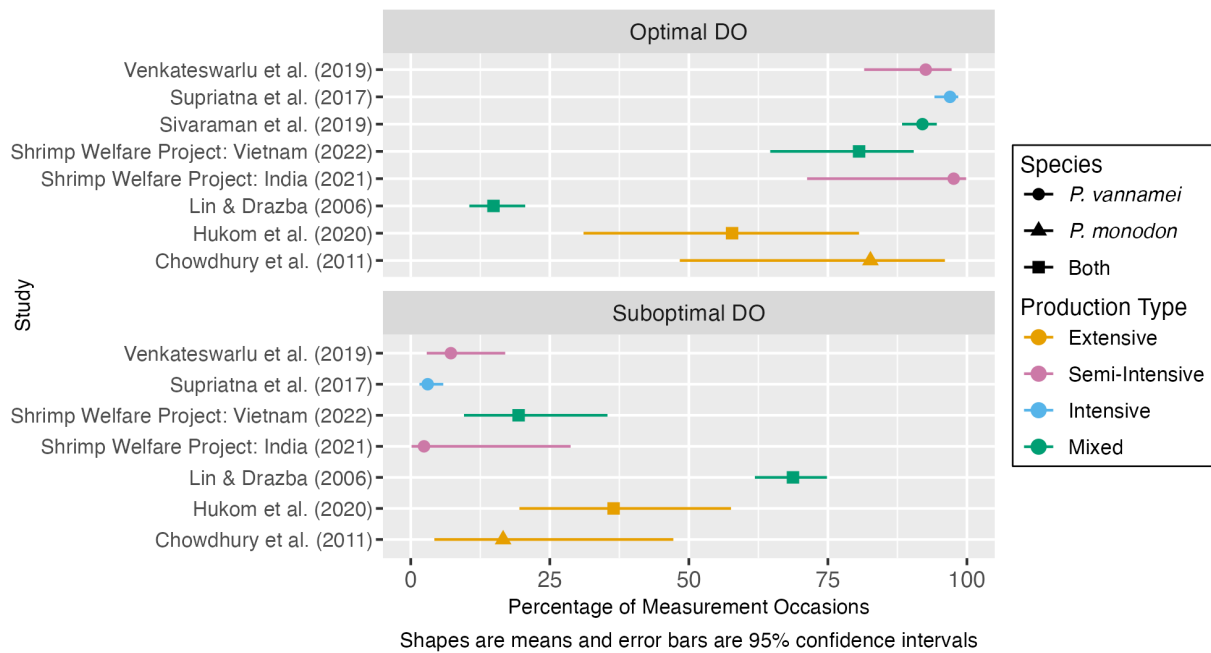 Optimal DO
Venkateswarlu et al. (2019)
Supriatna et al. (2017)
Sivaraman et al. (2019)
Shrimp Welfare Project: Vietnam (2022)
Shrimp Welfare Project: India (2021)
Lin & Drazba (2006)
Hukom et al. (2020)
Chowdhury et al. (2011)
Study
Suboptimal DO
Venkateswarlu et al. (2019)
Supriatna et al. (2017)
Shrimp Welfare Project: Vietnam (2022)
Shrimp Welfare Project: India (2021)
Lin & Drazba (2006)
Hukom et al. (2020)
Chowdhury et al. (2011)
0 25 50 75 100
Percentage of Measurement Occasions
Shapes are means and error bars are 95% confidence intervals
Species
P. vannamei
P. monodon
Both
Production Type
Extensive
Semi-Intensive
Intensive
Mixed